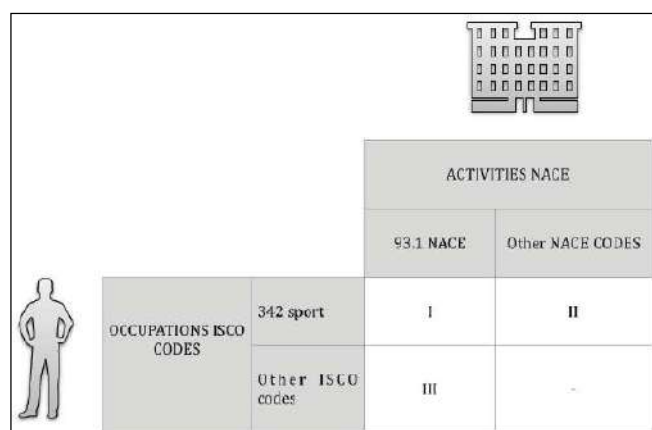 ACTIVITIES NACE
93.1 NACE
Other NACE CODES
OCCUPATIONS ISCO
CODES
342 sport
I
II
Other ISCO
codes
III
-